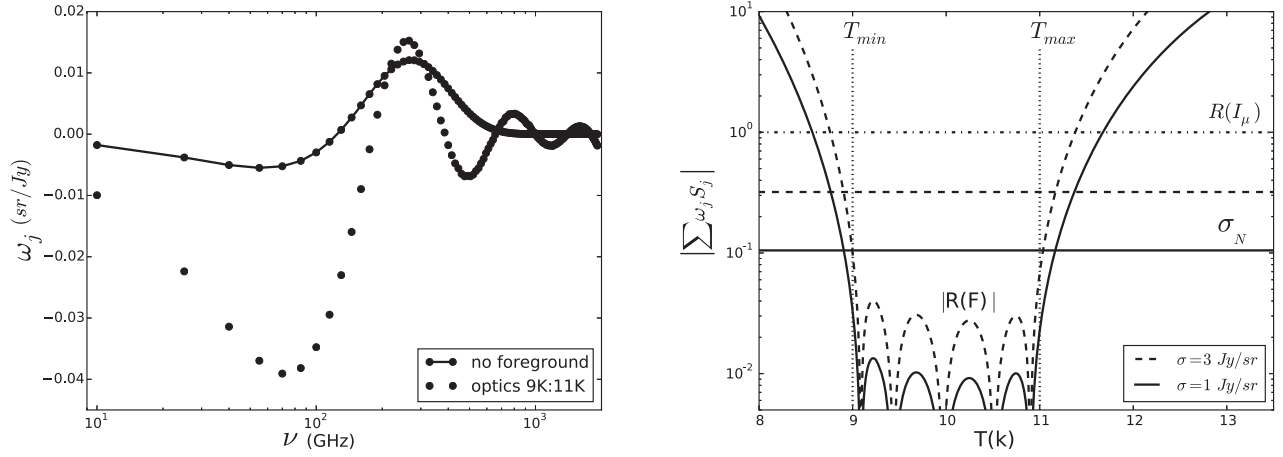 0.02
0.01
0.00
−0.01
−0.02
−0.03
−0.04
ω_j (sr/Jy)
10^1
10^2
10^3
ν (GHz)
no foreground
optics 9K:11K
10^1
10^0
10^-1
10^-2
|∑ω_j S_j|
T_min
T_max
R(I_μ)
σ_N
|R(F)|
σ=3 Jy/sr
σ=1 Jy/sr
8
9
10
11
12
13
T(k)